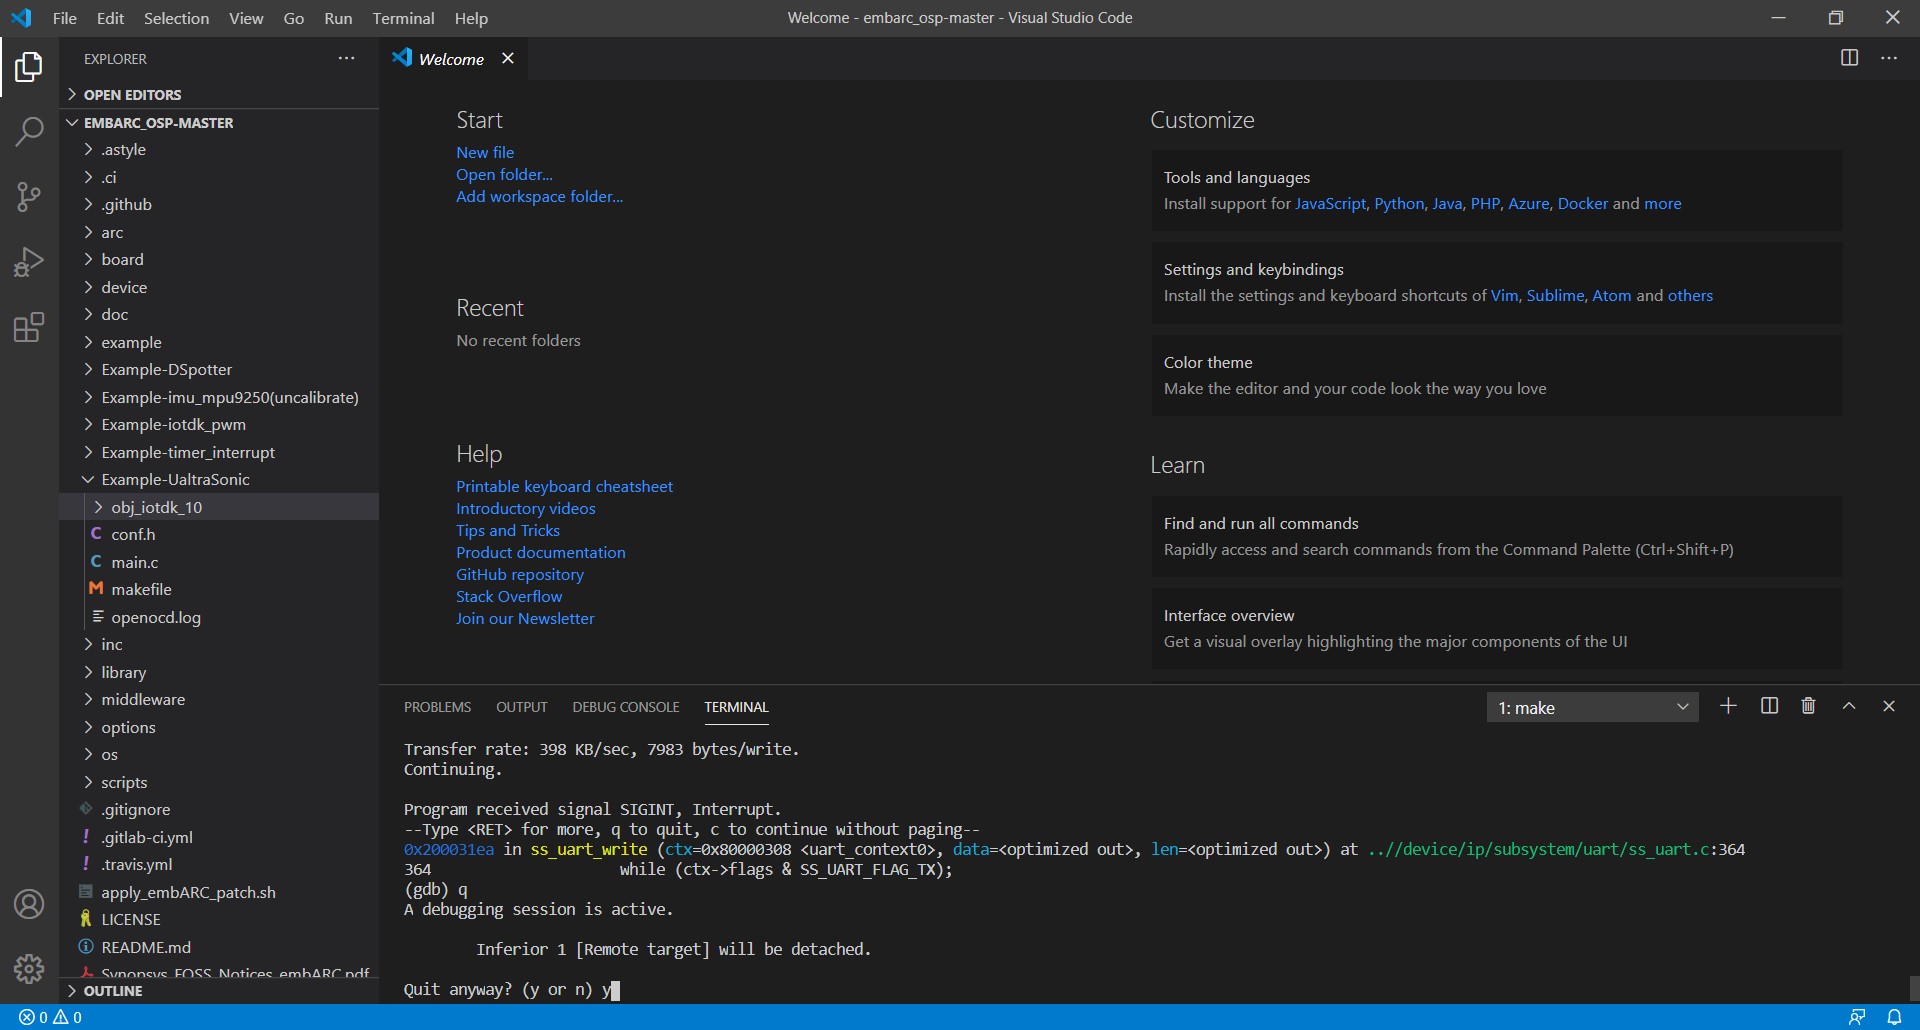 File Edit Selection View Go Run Terminal Help
Welcome - embarc_osp-master - Visual Studio Code
EXPLORER
OPEN EDITORS
EMBARC_OSP-MASTER
.astyle
.ci
.github
arc
board
device
doc
example
Example-DSpotter
Example-imu_mpu9250(uncalibrate)
Example-iotdk_pwm
Example-timer_interrupt
Example-UaltraSonic
obj_iotdk_10
C conf.h
C main.c
M makefile
openocd.log
inc
library
middleware
options
os
scripts
.gitignore
! .gitlab-ci.yml
! .travis.yml
apply_embARC_patch.sh
LICENSE
README.md
Synopsys_FOSS_Notices_embARC.pdf
OUTLINE
Welcome
Start
New file
Open folder...
Add workspace folder...
Recent
No recent folders
Help
Printable keyboard cheatsheet
Introductory videos
Tips and Tricks
Product documentation
GitHub repository
Stack Overflow
Join our Newsletter
Customize
Tools and languages
Install support for JavaScript, Python, Java, PHP, Azure, Docker and more
Settings and keybindings
Install the settings and keyboard shortcuts of Vim, Sublime, Atom and others
Color theme
Make the editor and your code look the way you love
Learn
Find and run all commands
Rapidly access and search commands from the Command Palette (Ctrl+Shift+P)
Interface overview
Get a visual overlay highlighting the major components of the UI
PROBLEMS OUTPUT DEBUG CONSOLE TERMINAL
1: make
Transfer rate: 398 KB/sec, 7983 bytes/write.
Continuing.
Program received signal SIGINT, Interrupt.
--Type <RET> for more, q to quit, c to continue without paging--
0x200031ea in ss_uart_write (ctx=0x80000308 <uart_context0>, data=<optimized out>, len=<optimized out>) at ..//device/ip/subsystem/uart/ss_uart.c:364
364 while (ctx->flags & SS_UART_FLAG_TX);
(gdb) q
A debugging session is active.
Inferior 1 [Remote target] will be detached.
Quit anyway? (y or n) y
0 0